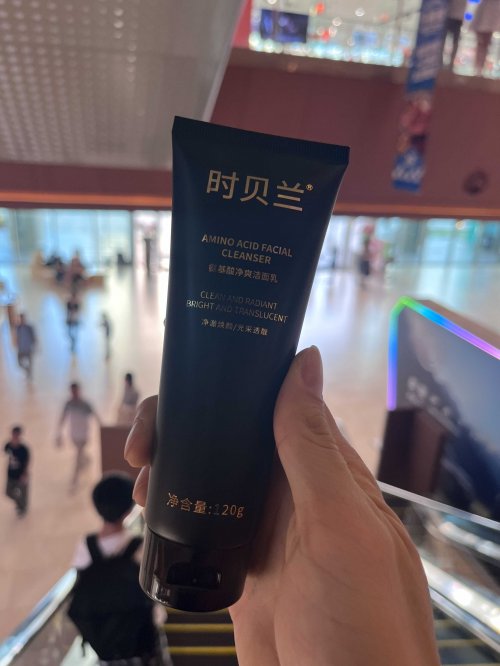 时贝兰®
AMINO ACID FACIAL
CLEANSER
氨基酸净爽洁面乳
CLEAN AND RADIANT
BRIGHT AND TRANSLUCENT
净澈焕颜/光采透雕
净含量:120g